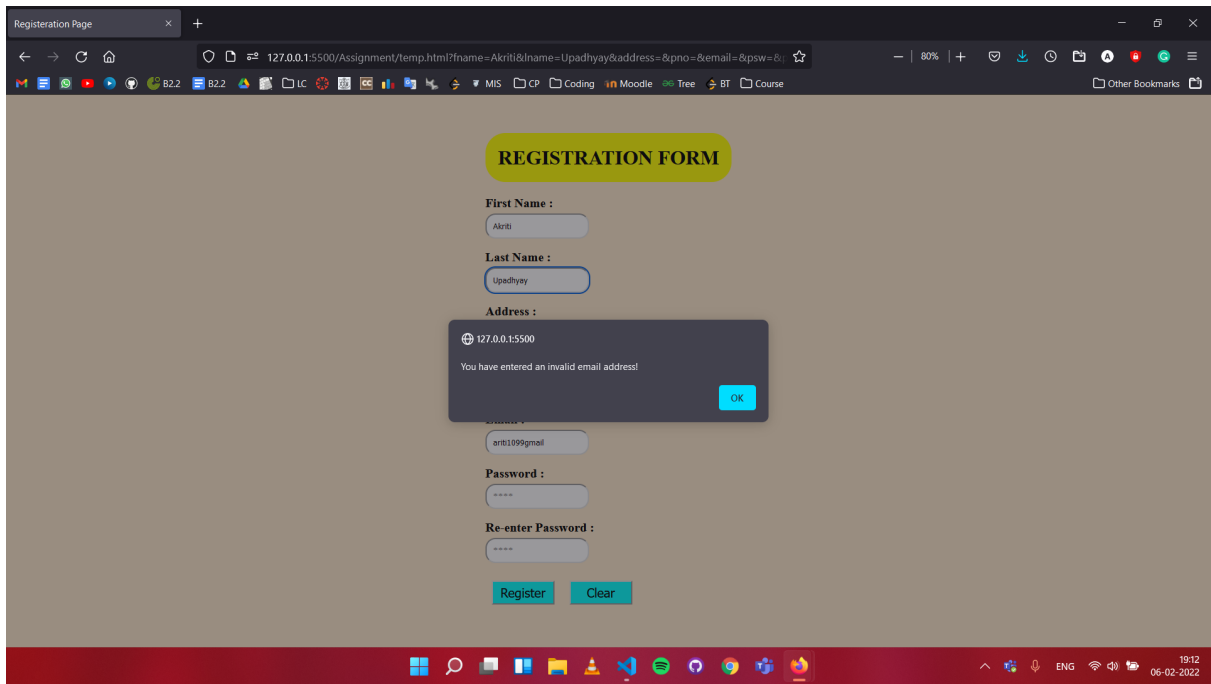 Registeration Page
127.0.0.1:5500/Assignment/temp.html?fname=Akriti&lname=Upadhyay&address=&pno=&email=&psw=&
80%
B2.2
B2.2
LC
MIS
CP
Coding
Moodle
Tree
BT
Course
Other Bookmarks
REGISTRATION FORM
First Name :
Akriti
Last Name :
Upadhyay
Address :
127.0.0.1:5500
You have entered an invalid email address!
OK
ariti1099gmail
Password :
Re-enter Password :
Register Clear
ENG
19:12
06-02-2022